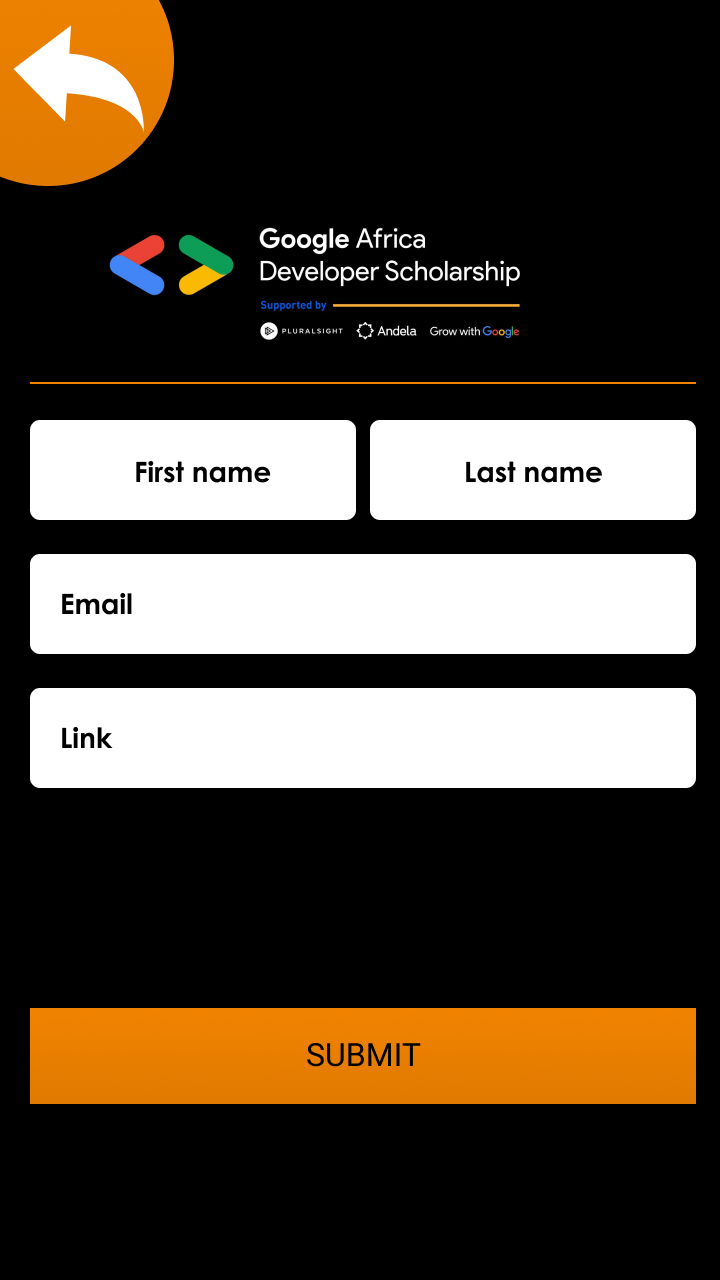 Google Africa
Developer Scholarship
Supported by
PLURALSIGHT Andela Grow with Google
First name Last name
Email
Link
SUBMIT